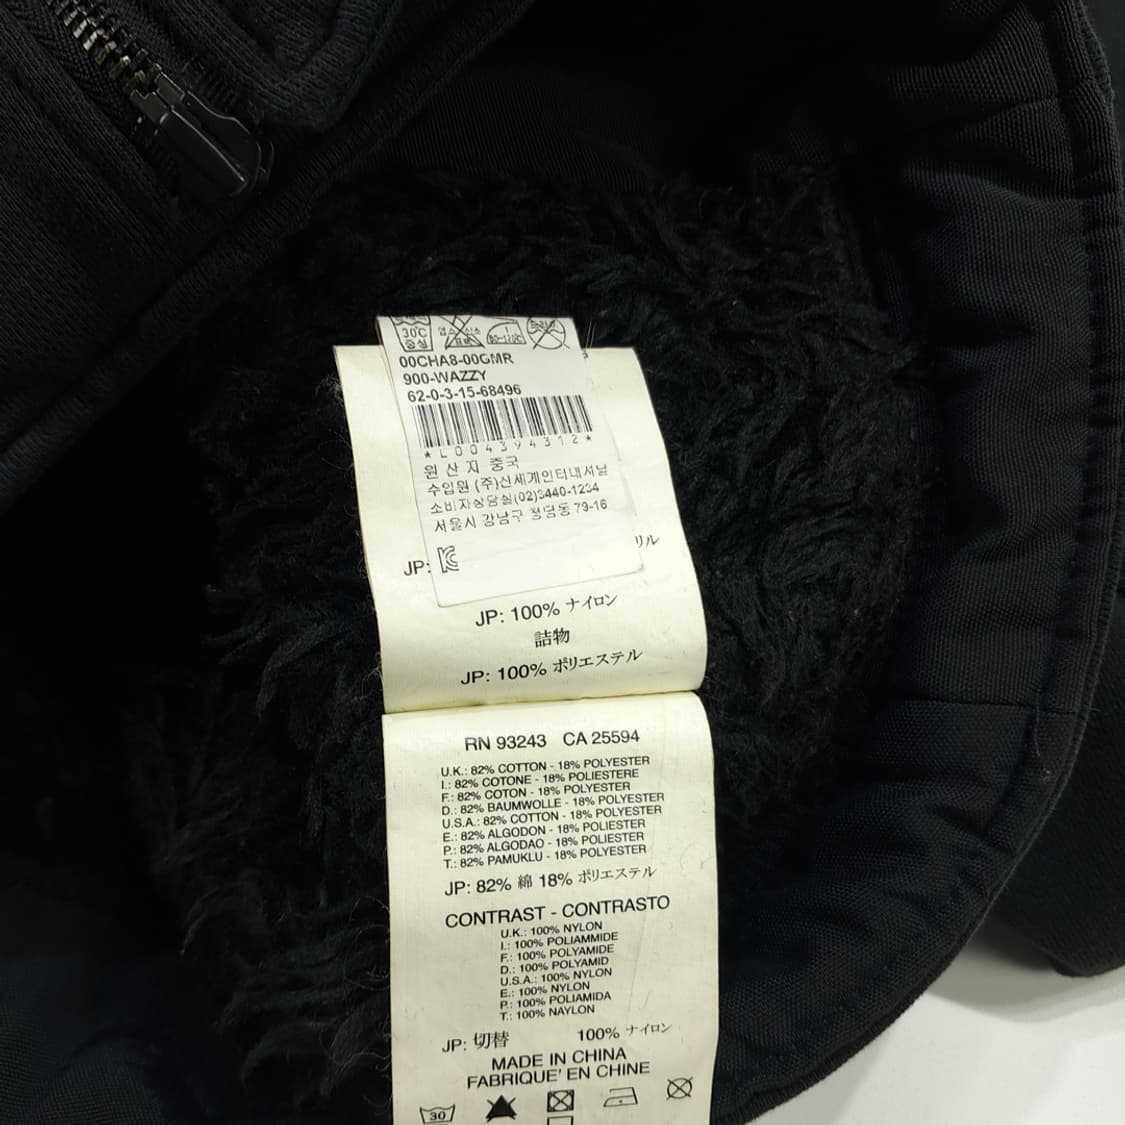 30℃
중성
80~120℃
00CHA8-00GMR
900-WAZZY
62-0-3-15-68496
*L004394312*
원 산 지 중국
수입원 (주)신세계인터내셔날
소비자상담실(02)3440-1234
서울시 강남구 청담동 79-16
リル
JP:
JP: 100% ナイロン
詰物
JP: 100% ポリエステル
RN 93243 CA 25594
U.K.: 82% COTTON - 18% POLYESTER
I.: 82% COTONE - 18% POLIESTERE
F.: 82% COTON - 18% POLYESTER
D.: 82% BAUMWOLLE - 18% POLYESTER
U.S.A.: 82% COTTON - 18% POLYESTER
E.: 82% ALGODON - 18% POLIESTER
P.: 82% ALGODAO - 18% POLIESTER
T.: 82% PAMUKLU - 18% POLYESTER
JP: 82% 綿 18% ポリエステル
CONTRAST - CONTRASTO
U.K.: 100% NYLON
I.: 100% POLIAMMIDE
F.: 100% POLYAMIDE
D.: 100% POLYAMID
U.S.A.: 100% NYLON
E.: 100% NYLON
P.: 100% POLIAMIDA
T.: 100% NAYLON
JP: 切替 100% ナイロン
MADE IN CHINA
FABRIQUE' EN CHINE
30